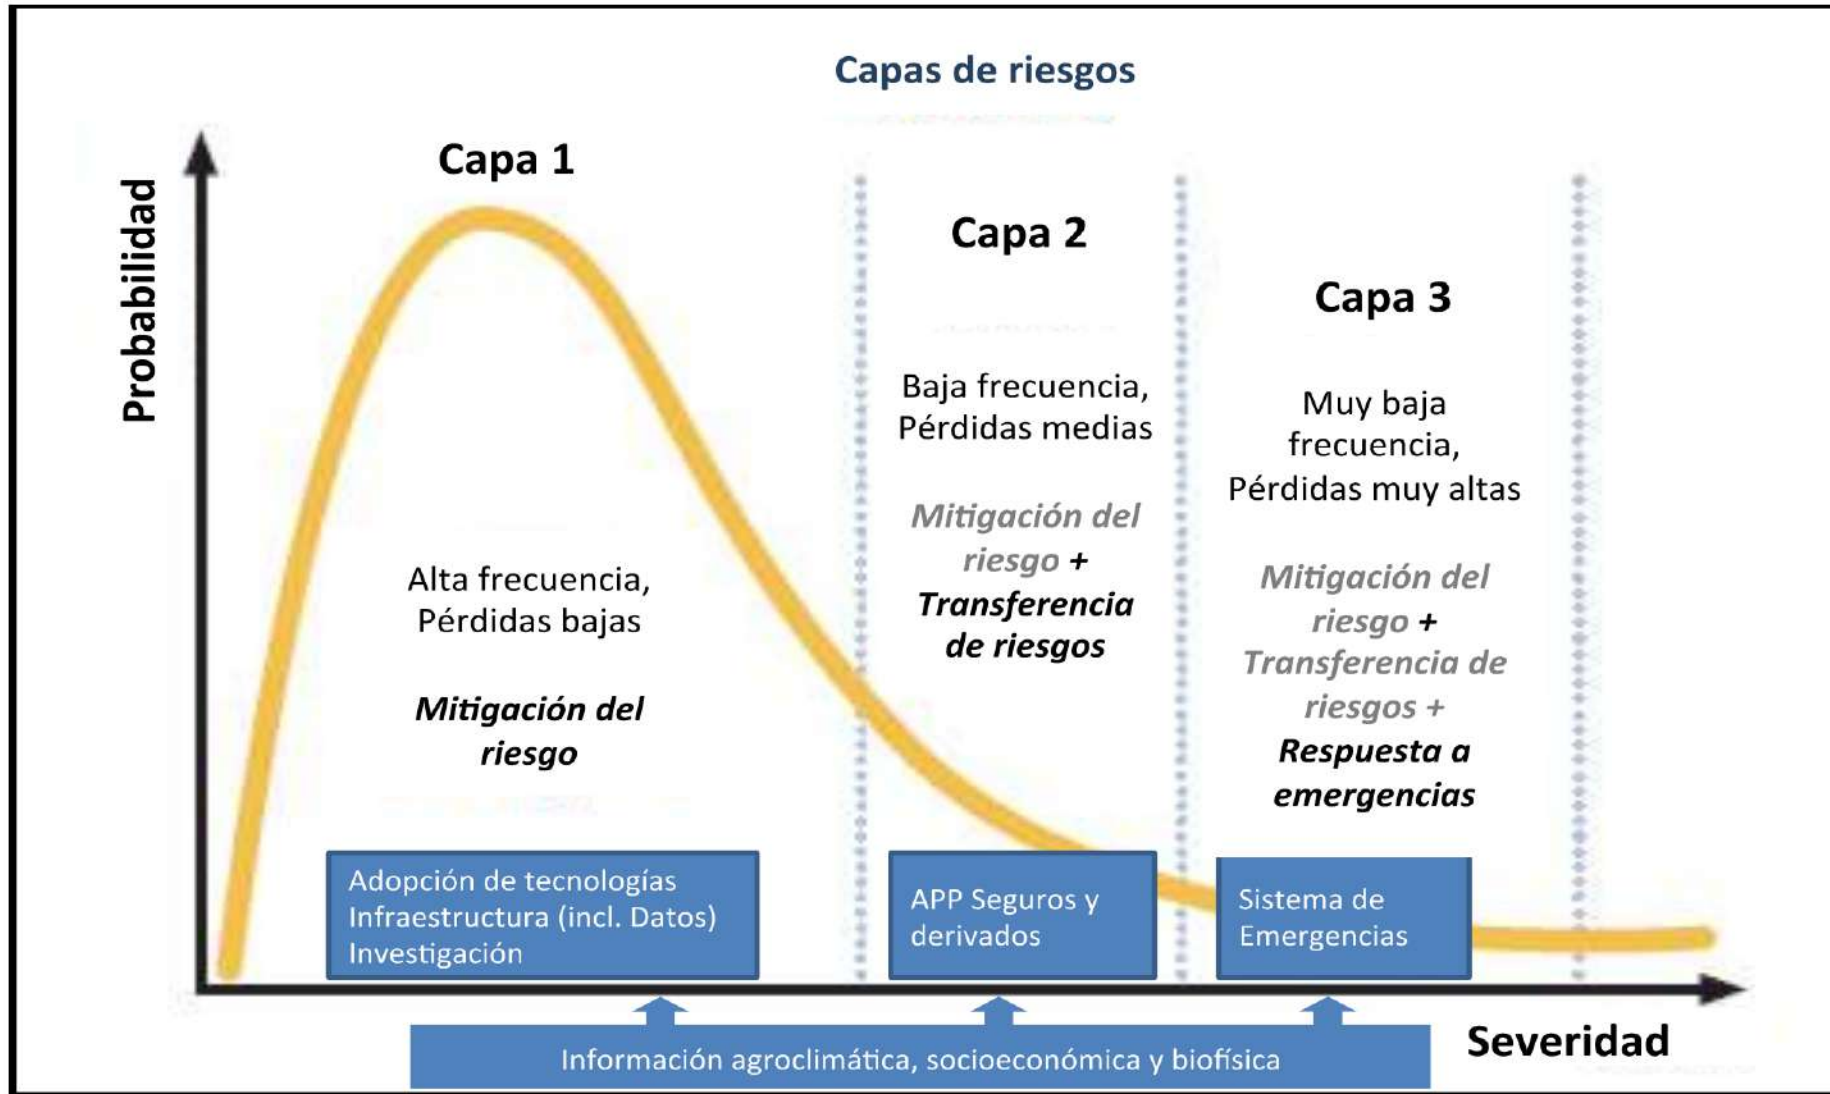 Capas de riesgos
Probabilidad
Capa 1
Alta frecuencia,
Pérdidas bajas
Mitigación del
riesgo
Adopción de tecnologías
Infraestructura (incl. Datos)
Investigación
Capa 2
Baja frecuencia,
Pérdidas medias
Mitigación del
riesgo +
Transferencia
de riesgos
APP Seguros y
derivados
Capa 3
Muy baja
frecuencia,
Pérdidas muy altas
Mitigación del
riesgo +
Transferencia de
riesgos +
Respuesta a
emergencias
Sistema de
Emergencias
Severidad
Información agroclimática, socioeconómica y biofísica